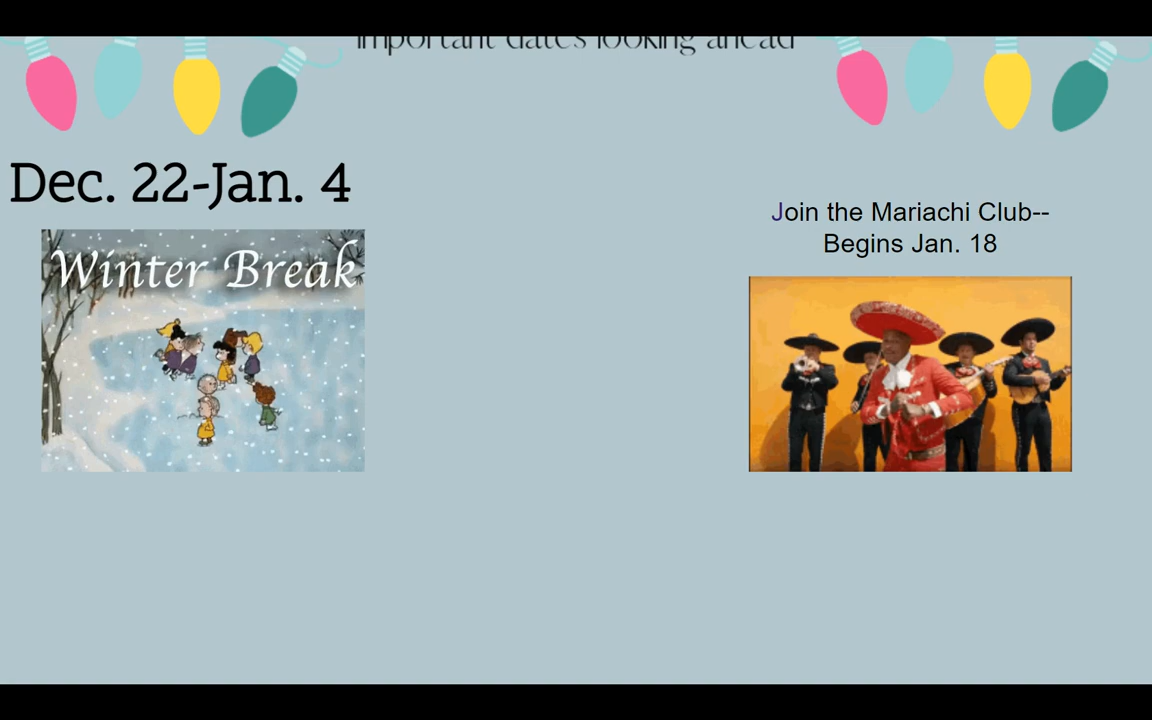 important dates looking ahead
Dec. 22-Jan. 4
Winter Break
Join the Mariachi Club--
Begins Jan. 18